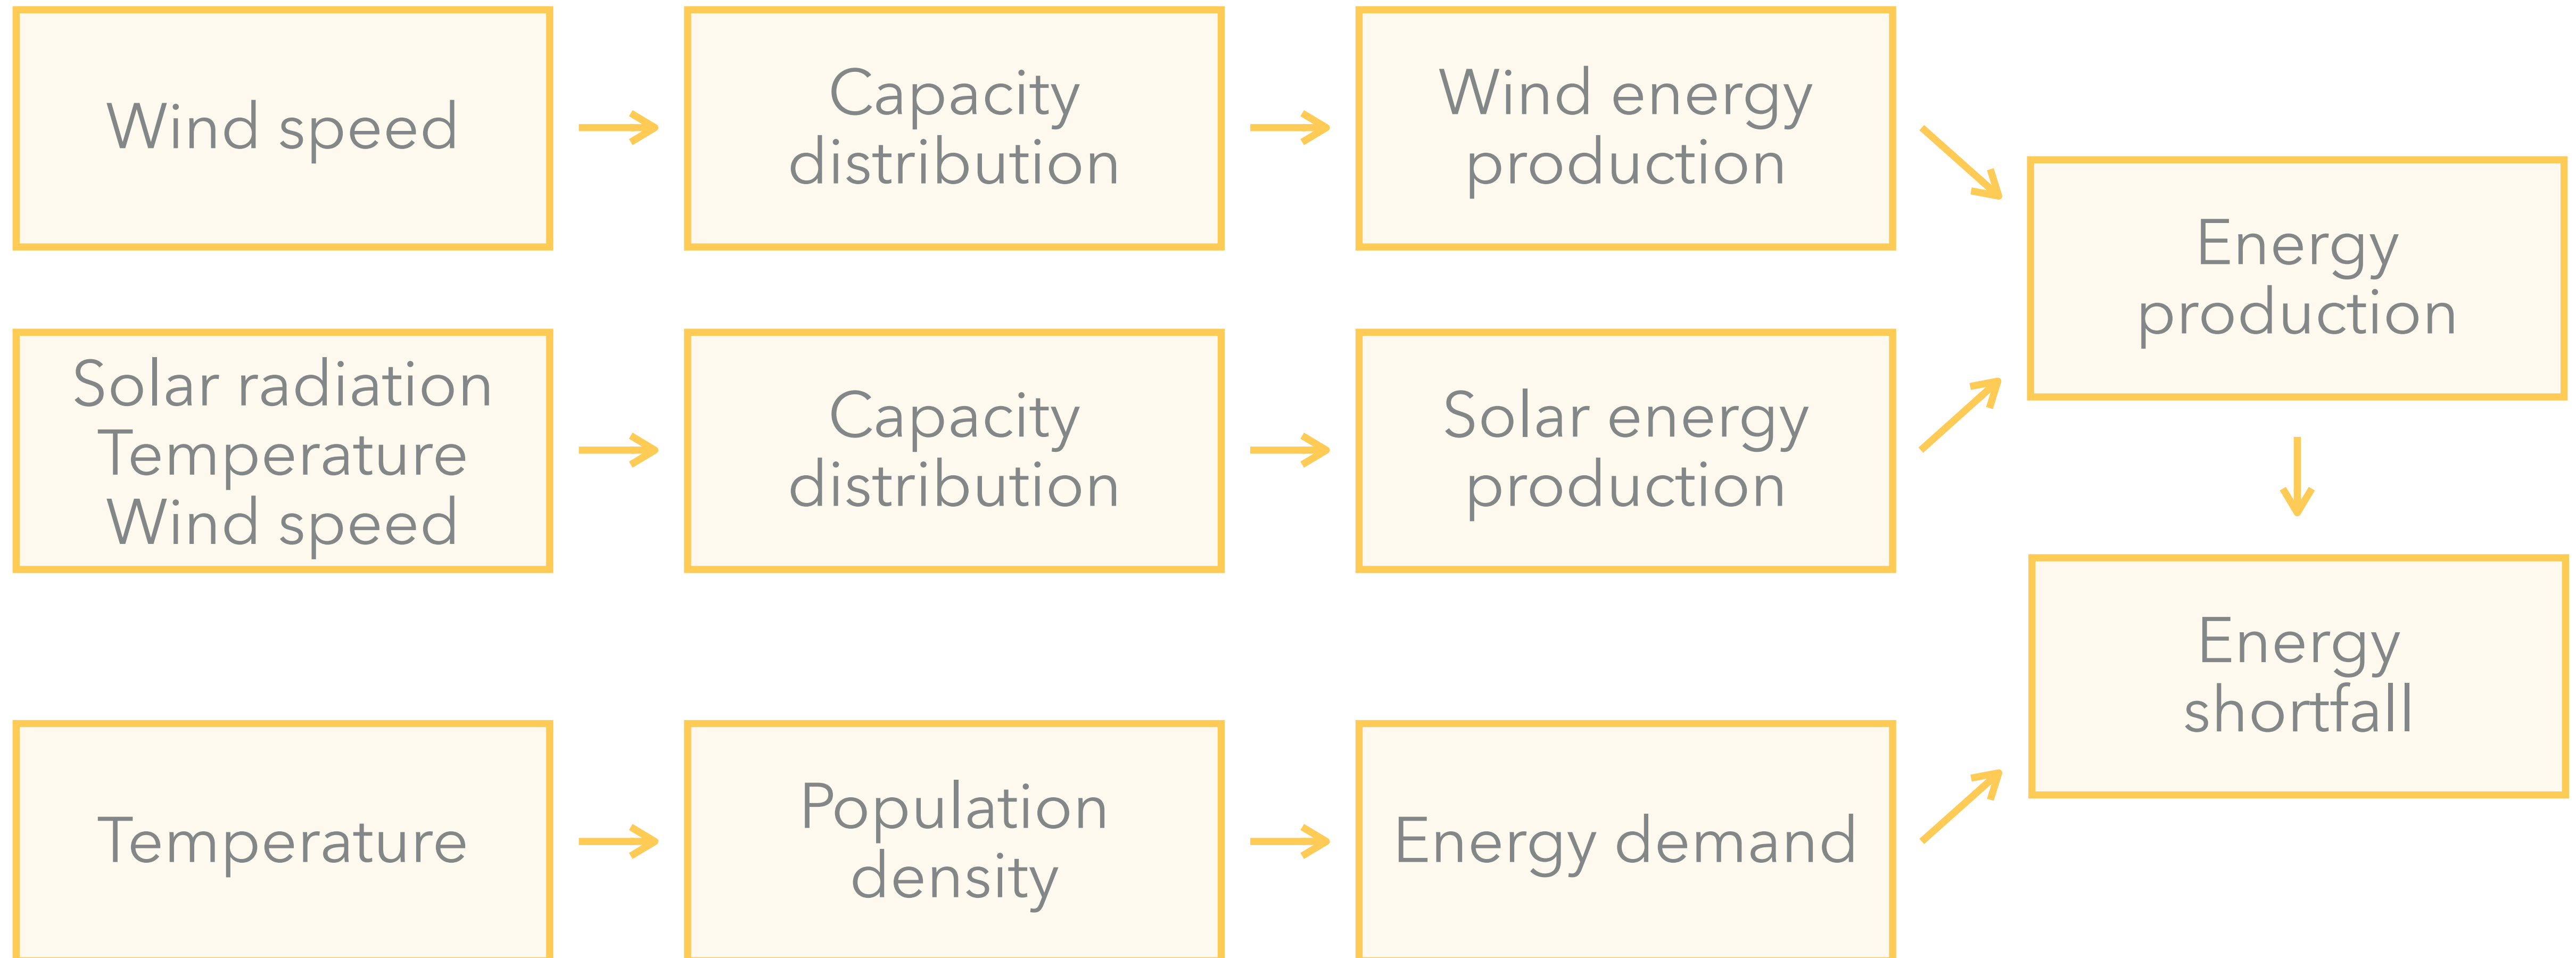 Wind speed
Capacity
distribution
Wind energy
production
Energy
production
Solar radiation
Temperature
Wind speed
Capacity
distribution
Solar energy
production
Energy
shortfall
Temperature
Population
density
Energy demand